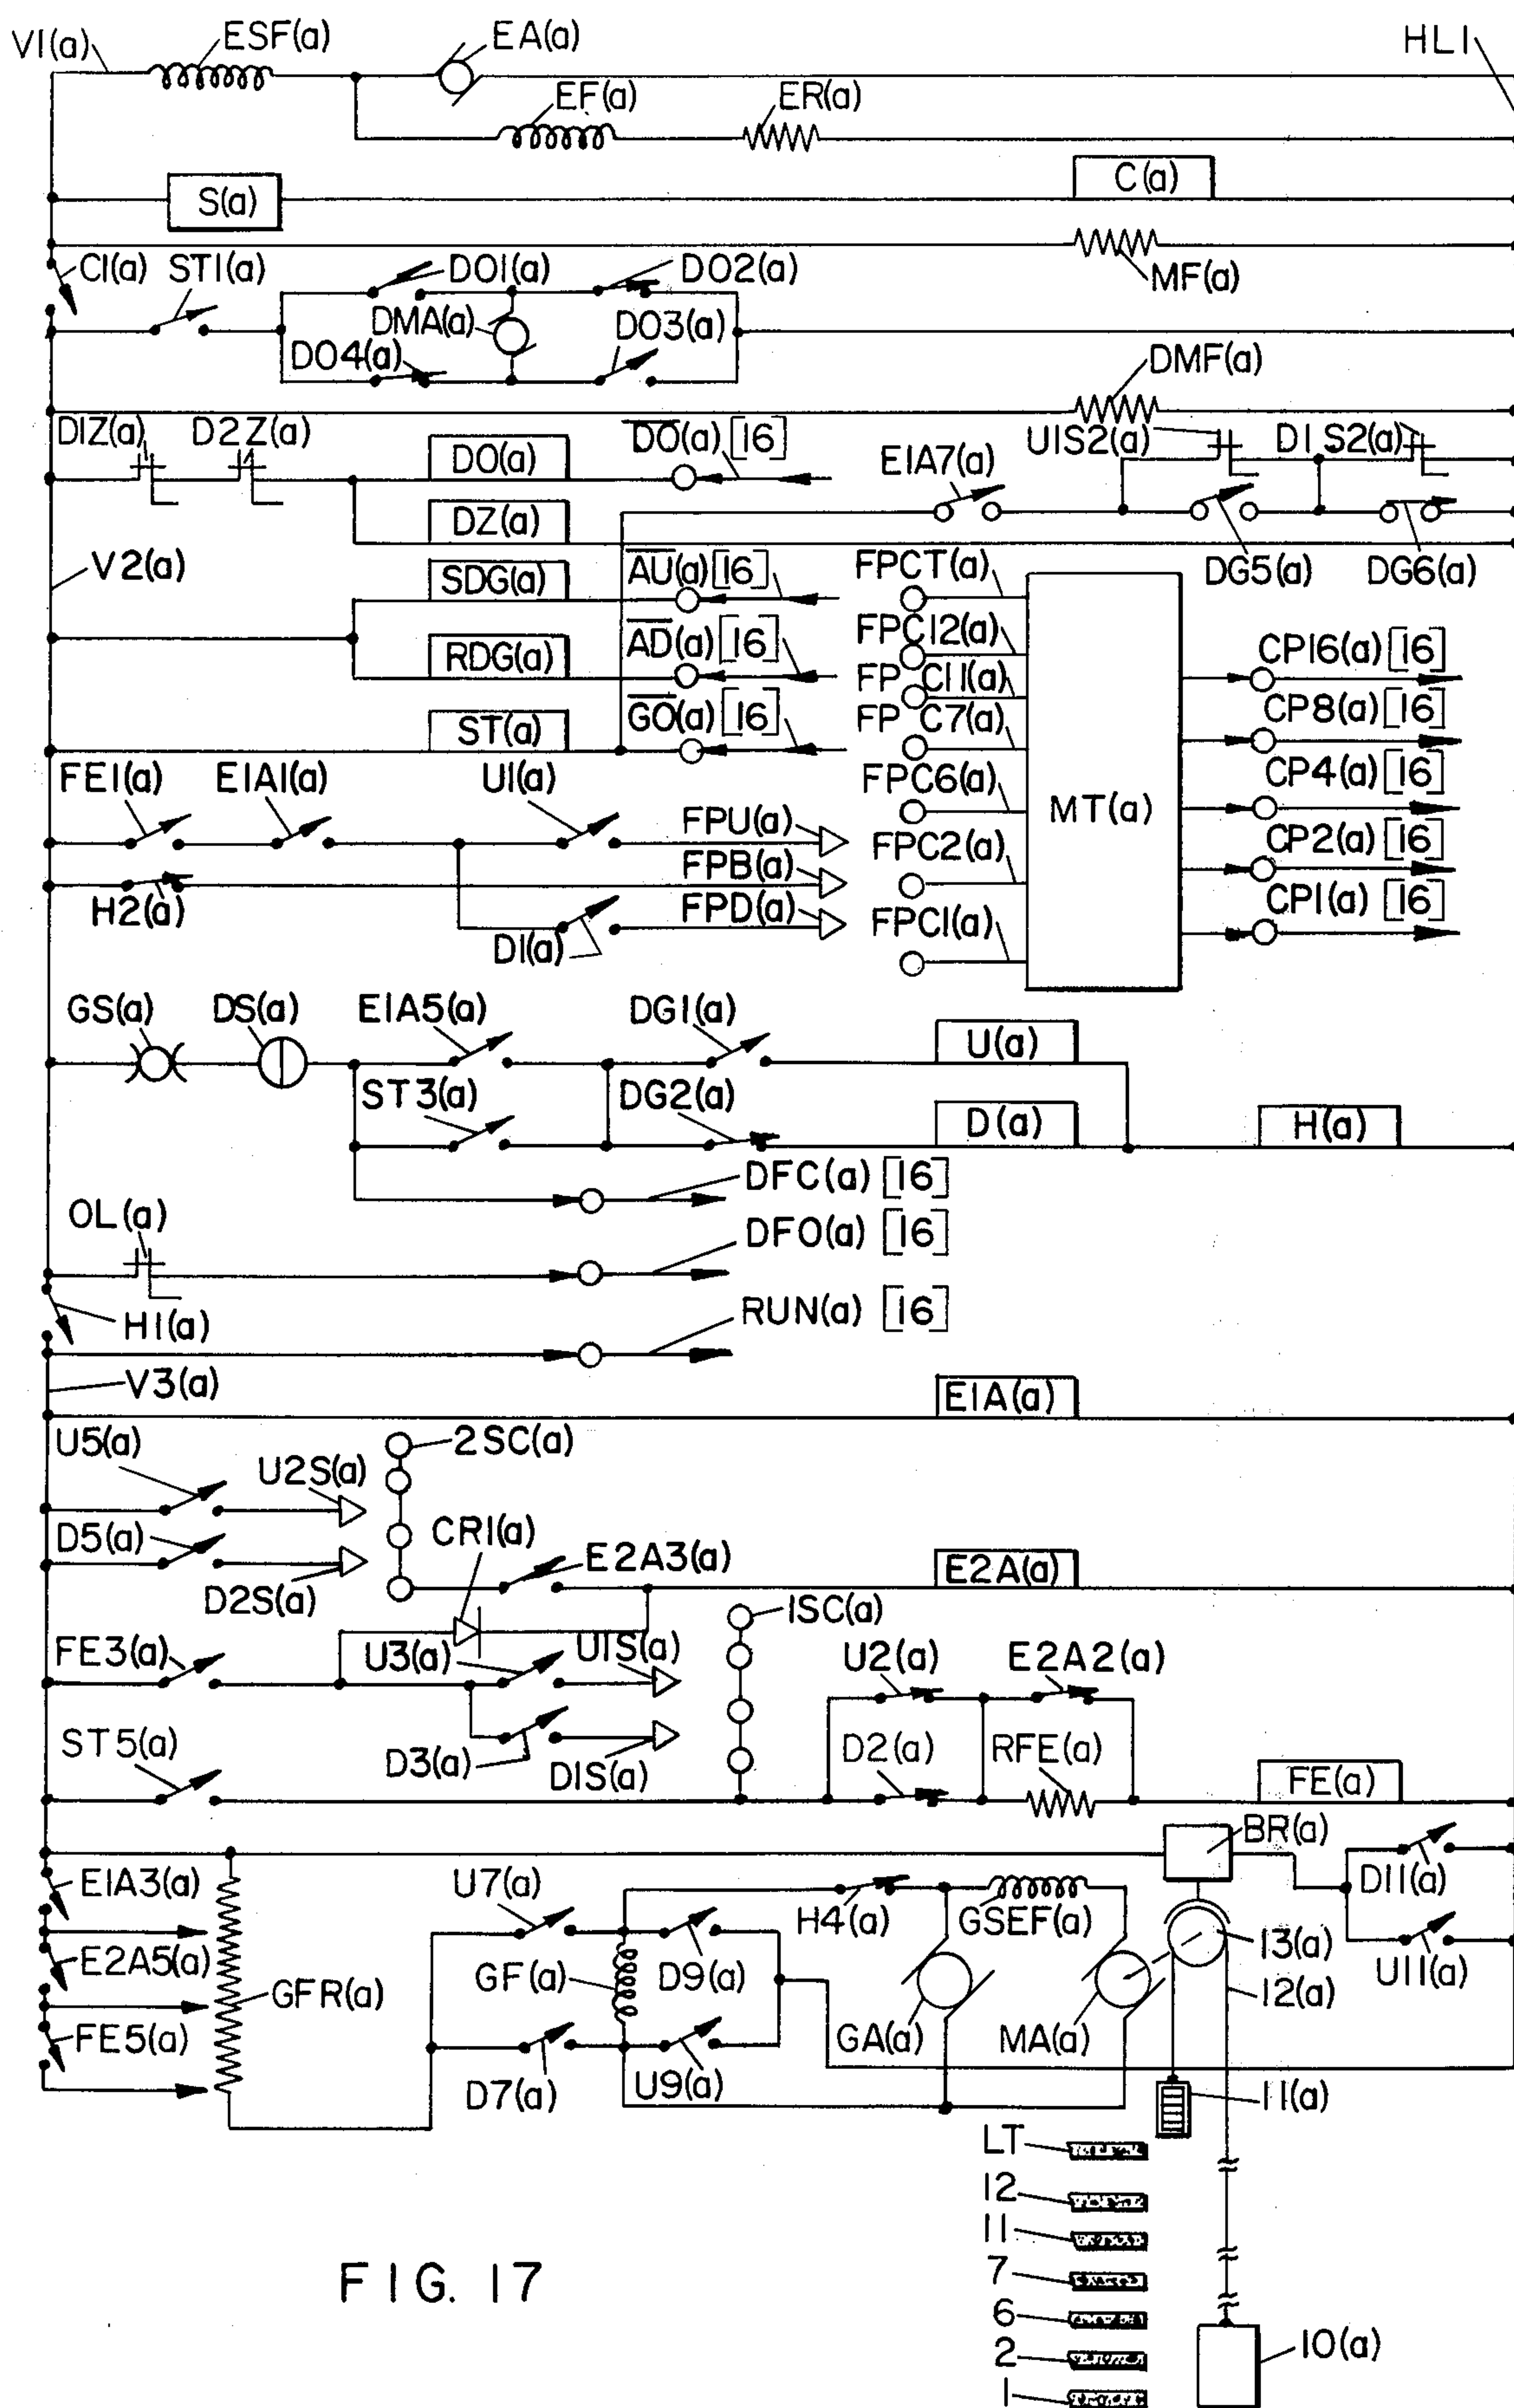 V1(a) ESF(a) EA(a) HL1
EF(a) ER(a)
S(a) C(a)
C1(a) ST1(a) DO1(a) DO2(a) MF(a)
DMA(a) DO3(a)
DO4(a) DMF(a)
D1Z(a) D2Z(a) DO(a) D̅O̅(a)[16] E1A7(a) U1S2(a) D1S2(a)
DZ(a)
V2(a) SDG(a) A̅U̅(a)[16] FPCT(a) DG5(a) DG6(a)
RDG(a) A̅D̅(a)[16] FPC12(a) CP16(a)[16]
FPC11(a)
ST(a) G̅O̅(a)[16] FPC7(a) CP8(a)[16]
FE1(a) E1A1(a) U1(a) FPC6(a) MT(a) CP4(a)[16]
FPU(a)
FPB(a) FPC2(a) CP2(a)[16]
H2(a) FPD(a) FPC1(a) CP1(a)[16]
D1(a)
GS(a) DS(a) E1A5(a) DG1(a) U(a)
ST3(a) DG2(a) D(a) H(a)
DFC(a)[16]
OL(a) DFO(a)[16]
H1(a) RUN(a)[16]
V3(a) E1A(a)
U5(a) U2S(a) 2SC(a)
D5(a) CR1(a) E2A3(a) E2A(a)
D2S(a) 1SC(a)
FE3(a) U3(a) U1S(a) U2(a) E2A2(a)
ST5(a) D3(a) D1S(a) D2(a) RFE(a) FE(a)
BR(a)
E1A3(a) U7(a) H4(a) GSEF(a) D11(a)
E2A5(a) GFR(a) GF(a) D9(a) 13(a) U11(a)
12(a)
FE5(a) D7(a) U9(a) GA(a) MA(a) 11(a)
LT
12
11
7
6
2 10(a)
1
FIG. 17